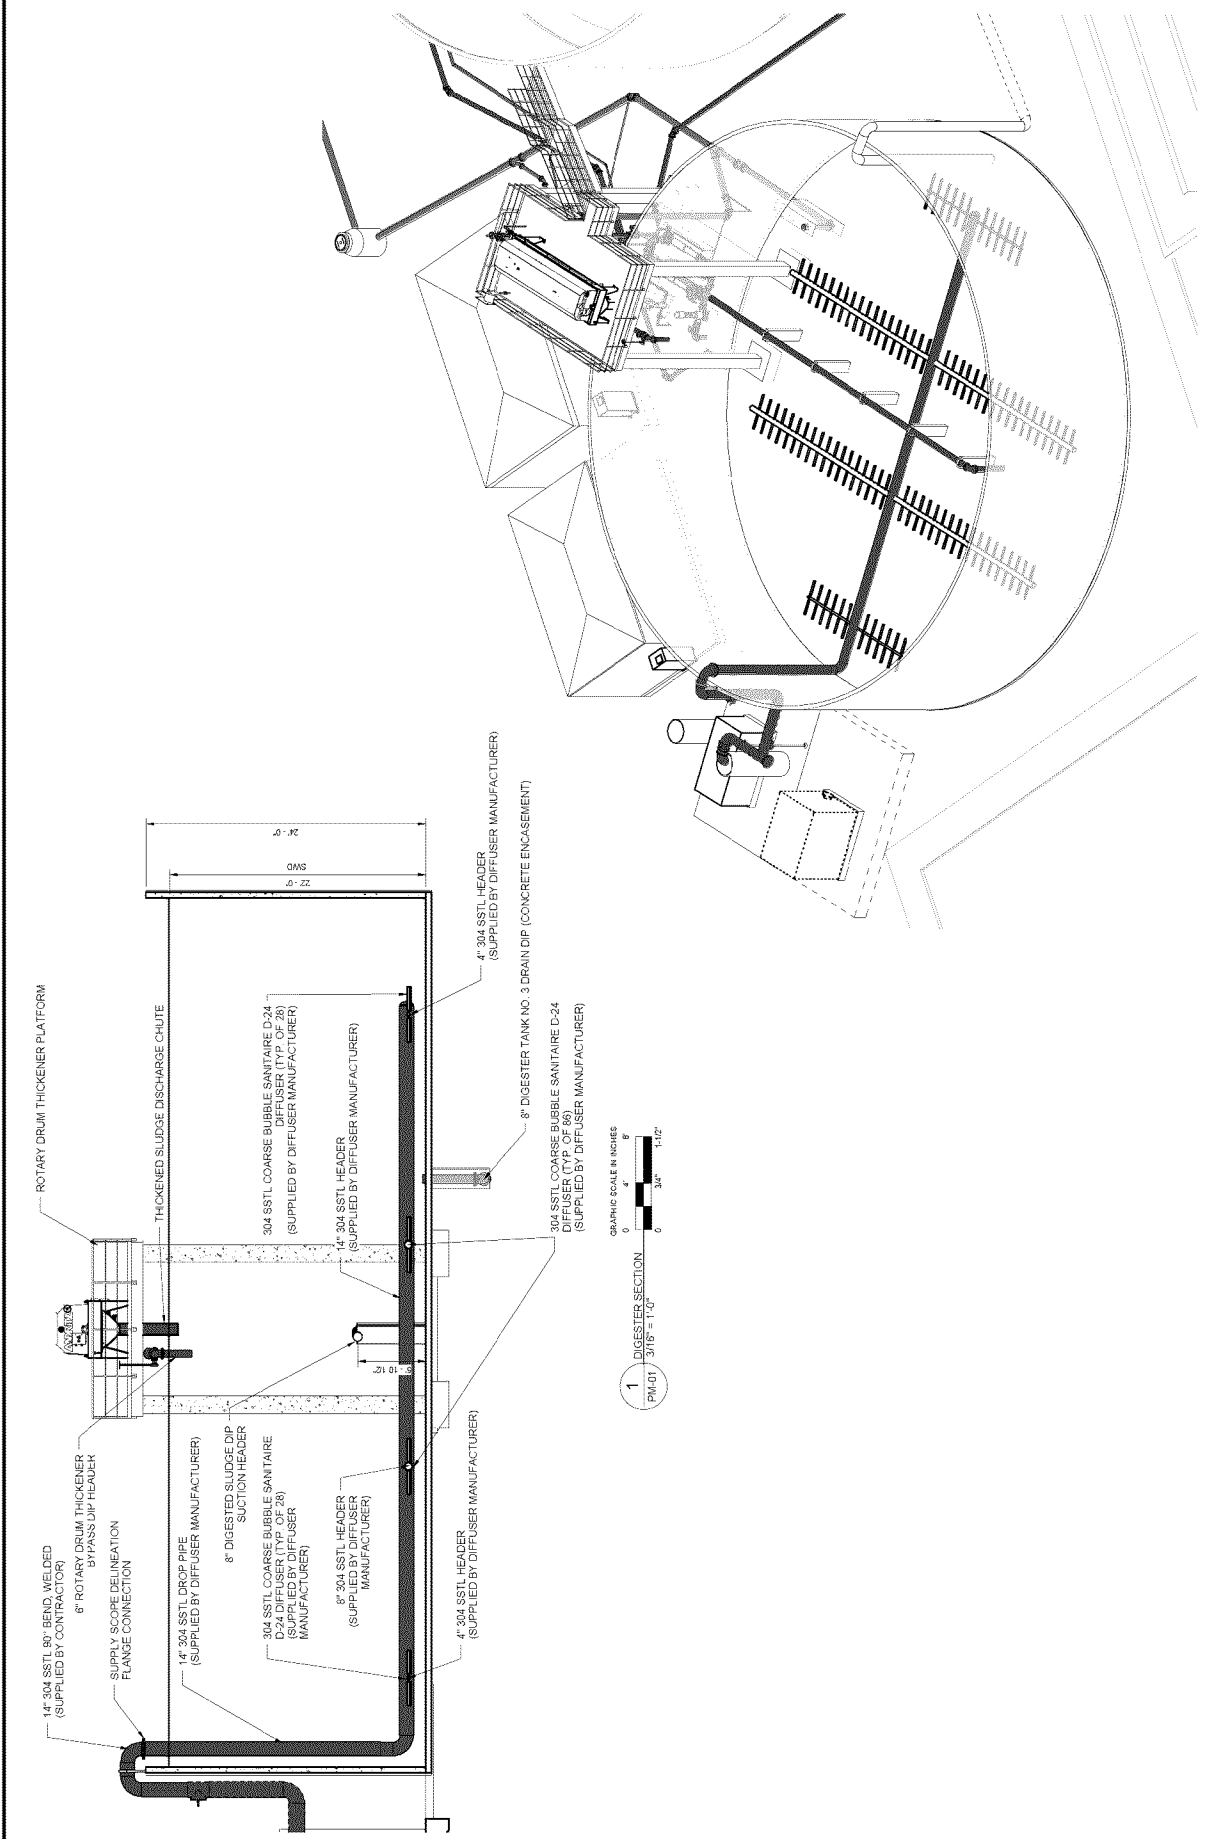 14" 304 SSTL 90° BEND, WELDED
(SUPPLIED BY CONTRACTOR)
6" ROTARY DRUM THICKENER
BYPASS DIP HEADER
SUPPLY SCOPE DELINEATION
FLANGE CONNECTION
14" 304 SSTL DROP PIPE
(SUPPLIED BY DIFFUSER MANUFACTURER)
8" DIGESTED SLUDGE DIP
SUCTION HEADER
304 SSTL COARSE BUBBLE SANITAIRE
D-24 DIFFUSER (TYP. OF 28)
(SUPPLIED BY DIFFUSER
MANUFACTURER)
8" 304 SSTL HEADER
(SUPPLIED BY DIFFUSER
MANUFACTURER)
4" 304 SSTL HEADER
(SUPPLIED BY DIFFUSER MANUFACTURER)
ROTARY DRUM THICKENER PLATFORM
THICKENED SLUDGE DISCHARGE CHUTE
304 SSTL COARSE BUBBLE SANITAIRE D-24
DIFFUSER (TYP. OF 28)
(SUPPLIED BY DIFFUSER MANUFACTURER)
14" 304 SSTL HEADER
(SUPPLIED BY DIFFUSER MANUFACTURER)
10 1/2"
22' - 0"
SWD
24' - 0"
4" 304 SSTL HEADER
(SUPPLIED BY DIFFUSER MANUFACTURER)
8" DIGESTER TANK NO. 3 DRAIN DIP (CONCRETE ENCASEMENT)
304 SSTL COARSE BUBBLE SANITAIRE D-24
DIFFUSER (TYP. OF 86)
(SUPPLIED BY DIFFUSER MANUFACTURER)
1
PM-01
DIGESTER SECTION
3/16" = 1'-0"
GRAPHIC SCALE IN INCHES
0 4' 8'
0 3/4" 1-1/2"